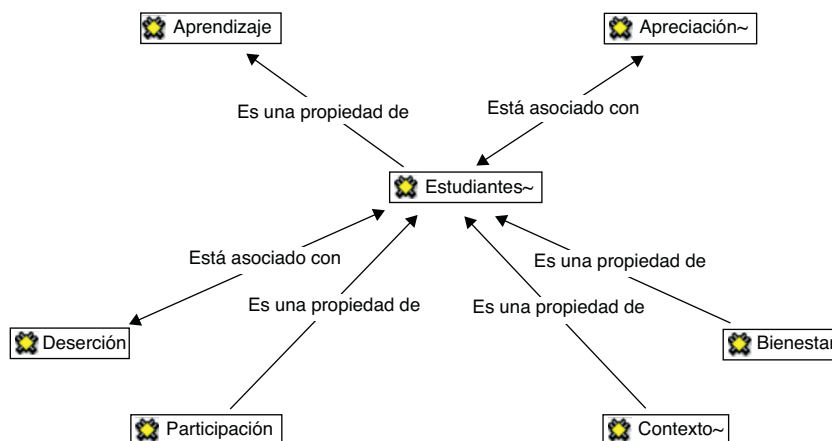 Aprendizaje
Apreciación~
Es una propiedad de
Está asociado con
Estudiantes~
Está asociado con
Es una propiedad de
Es una propiedad de
Es una propiedad de
Deserción
Bienestar
Participación
Contexto~